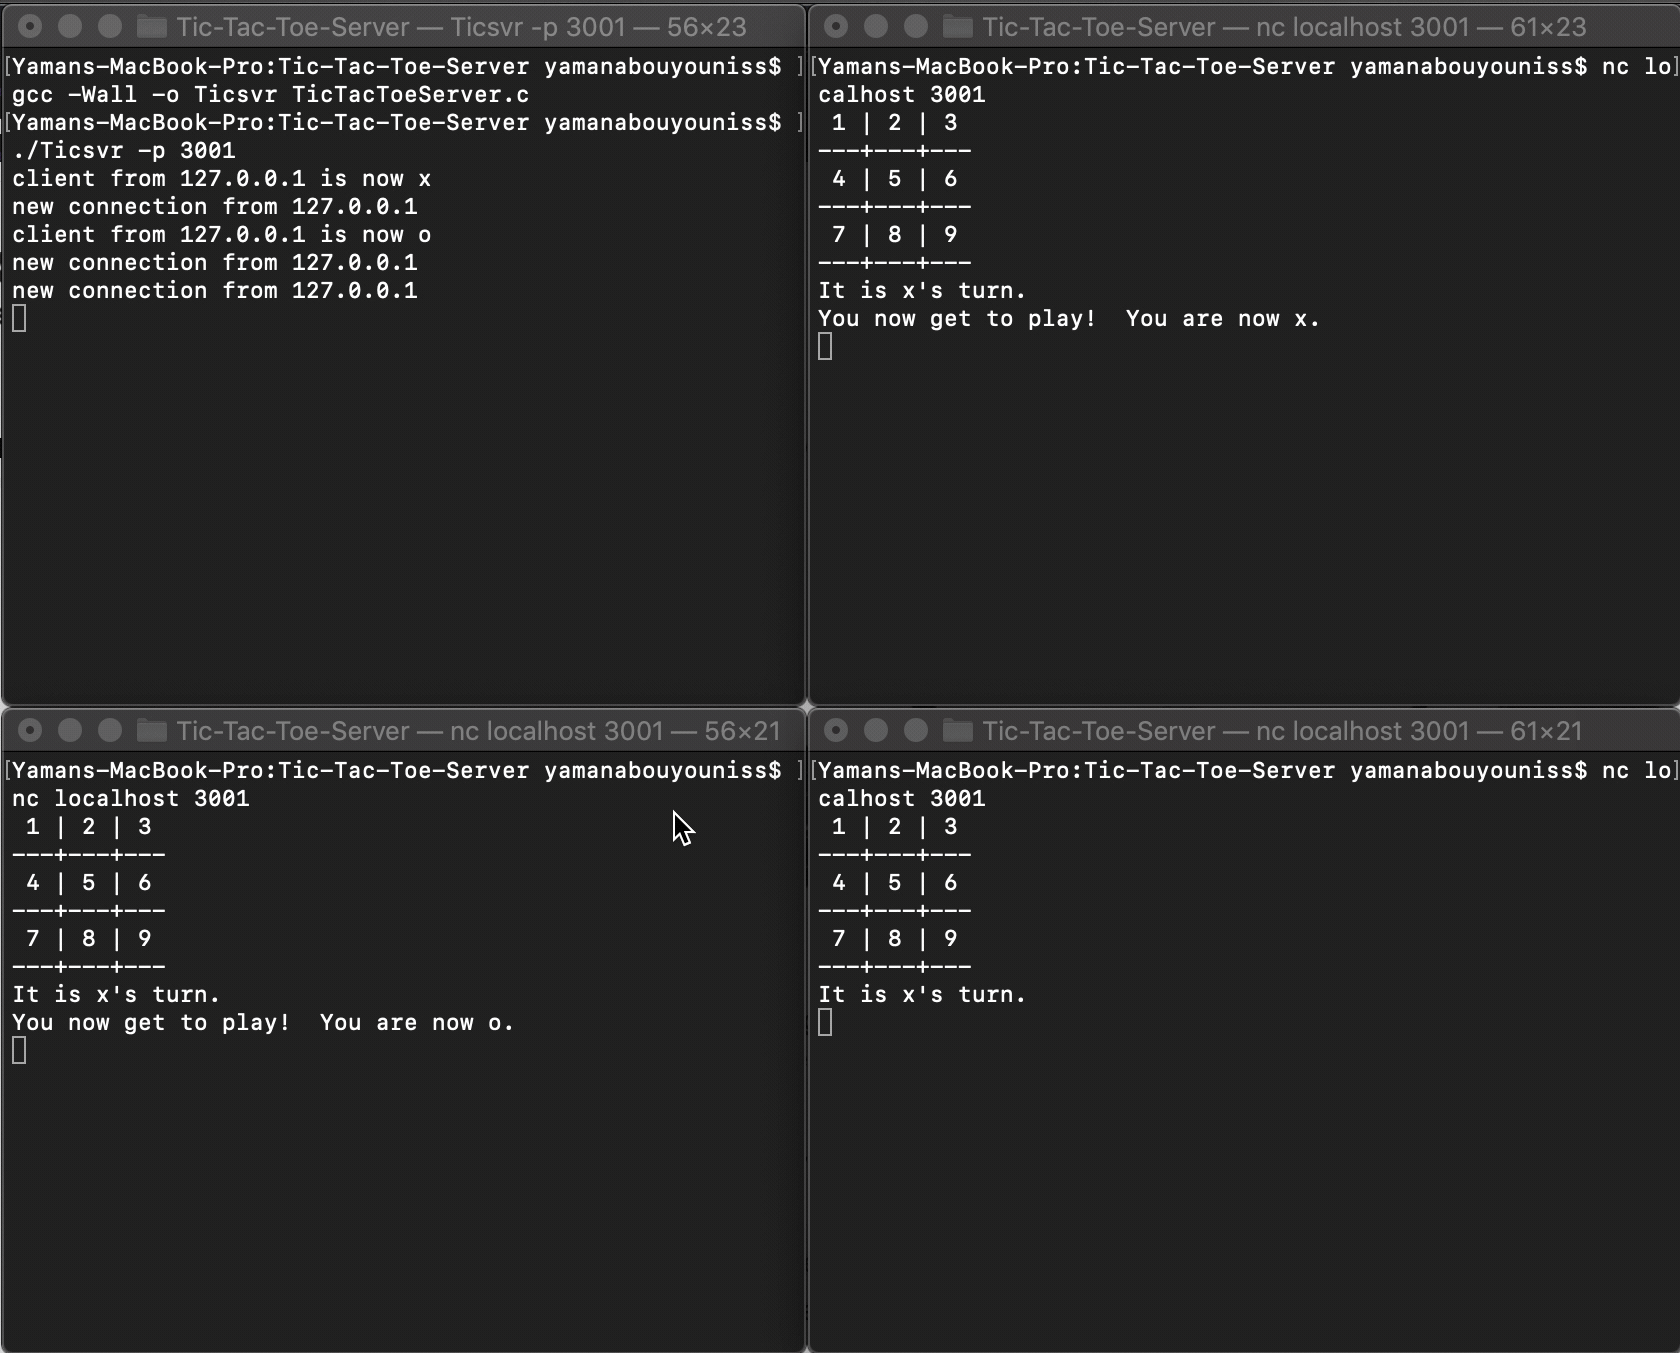 Tic-Tac-Toe-Server — Ticsvr -p 3001 — 56×23
[Yamans-MacBook-Pro:Tic-Tac-Toe-Server yamanabouyouniss$ ]
gcc -Wall -o Ticsvr TicTacToeServer.c
[Yamans-MacBook-Pro:Tic-Tac-Toe-Server yamanabouyouniss$ ]
./Ticsvr -p 3001
client from 127.0.0.1 is now x
new connection from 127.0.0.1
client from 127.0.0.1 is now o
new connection from 127.0.0.1
new connection from 127.0.0.1
Tic-Tac-Toe-Server — nc localhost 3001 — 61×23
[Yamans-MacBook-Pro:Tic-Tac-Toe-Server yamanabouyouniss$ nc lo]
calhost 3001
 1 | 2 | 3
---+---+---
 4 | 5 | 6
---+---+---
 7 | 8 | 9
---+---+---
It is x's turn.
You now get to play!  You are now x.
Tic-Tac-Toe-Server — nc localhost 3001 — 56×21
[Yamans-MacBook-Pro:Tic-Tac-Toe-Server yamanabouyouniss$ ]
nc localhost 3001
 1 | 2 | 3
---+---+---
 4 | 5 | 6
---+---+---
 7 | 8 | 9
---+---+---
It is x's turn.
You now get to play!  You are now o.
Tic-Tac-Toe-Server — nc localhost 3001 — 61×21
[Yamans-MacBook-Pro:Tic-Tac-Toe-Server yamanabouyouniss$ nc lo]
calhost 3001
 1 | 2 | 3
---+---+---
 4 | 5 | 6
---+---+---
 7 | 8 | 9
---+---+---
It is x's turn.